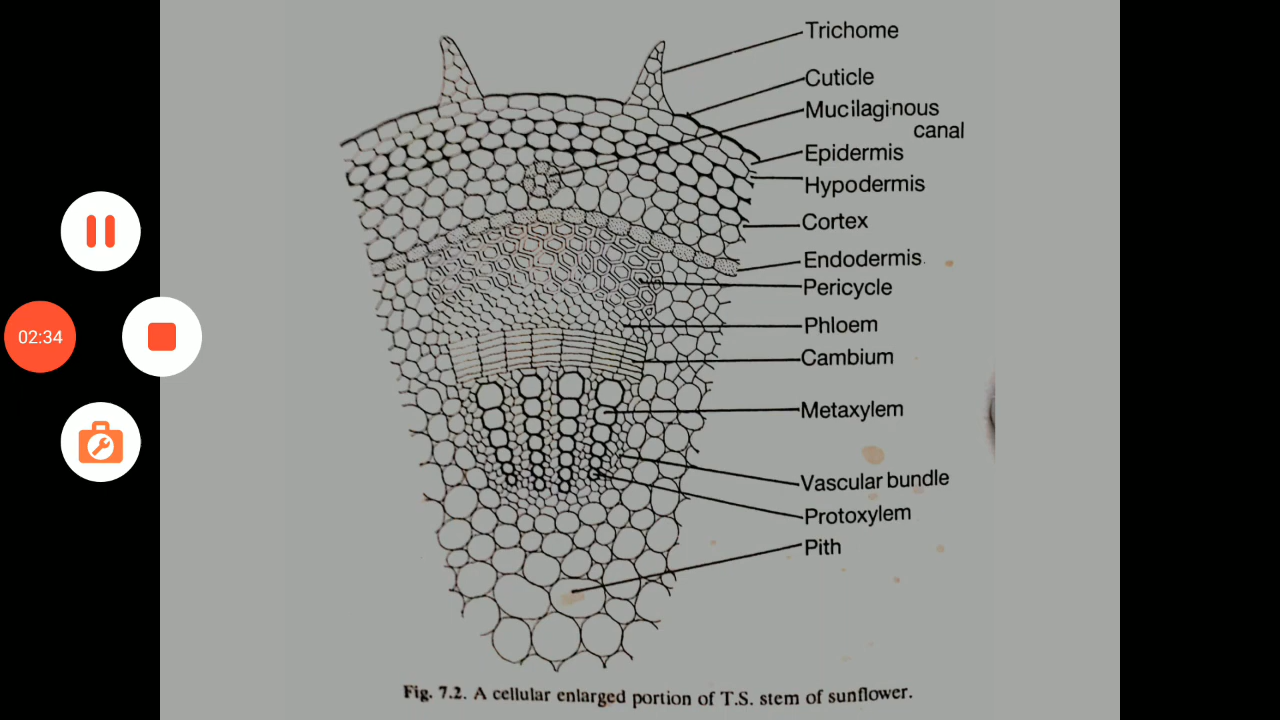 Trichome
Cuticle
Mucilaginous
canal
Epidermis
Hypodermis
Cortex
Endodermis
Pericycle
Phloem
Cambium
02:34
Metaxylem
Vascular bundle
Protoxylem
Pith
Fig. 7.2. A cellular enlarged portion of T.S. stem of sunflower.